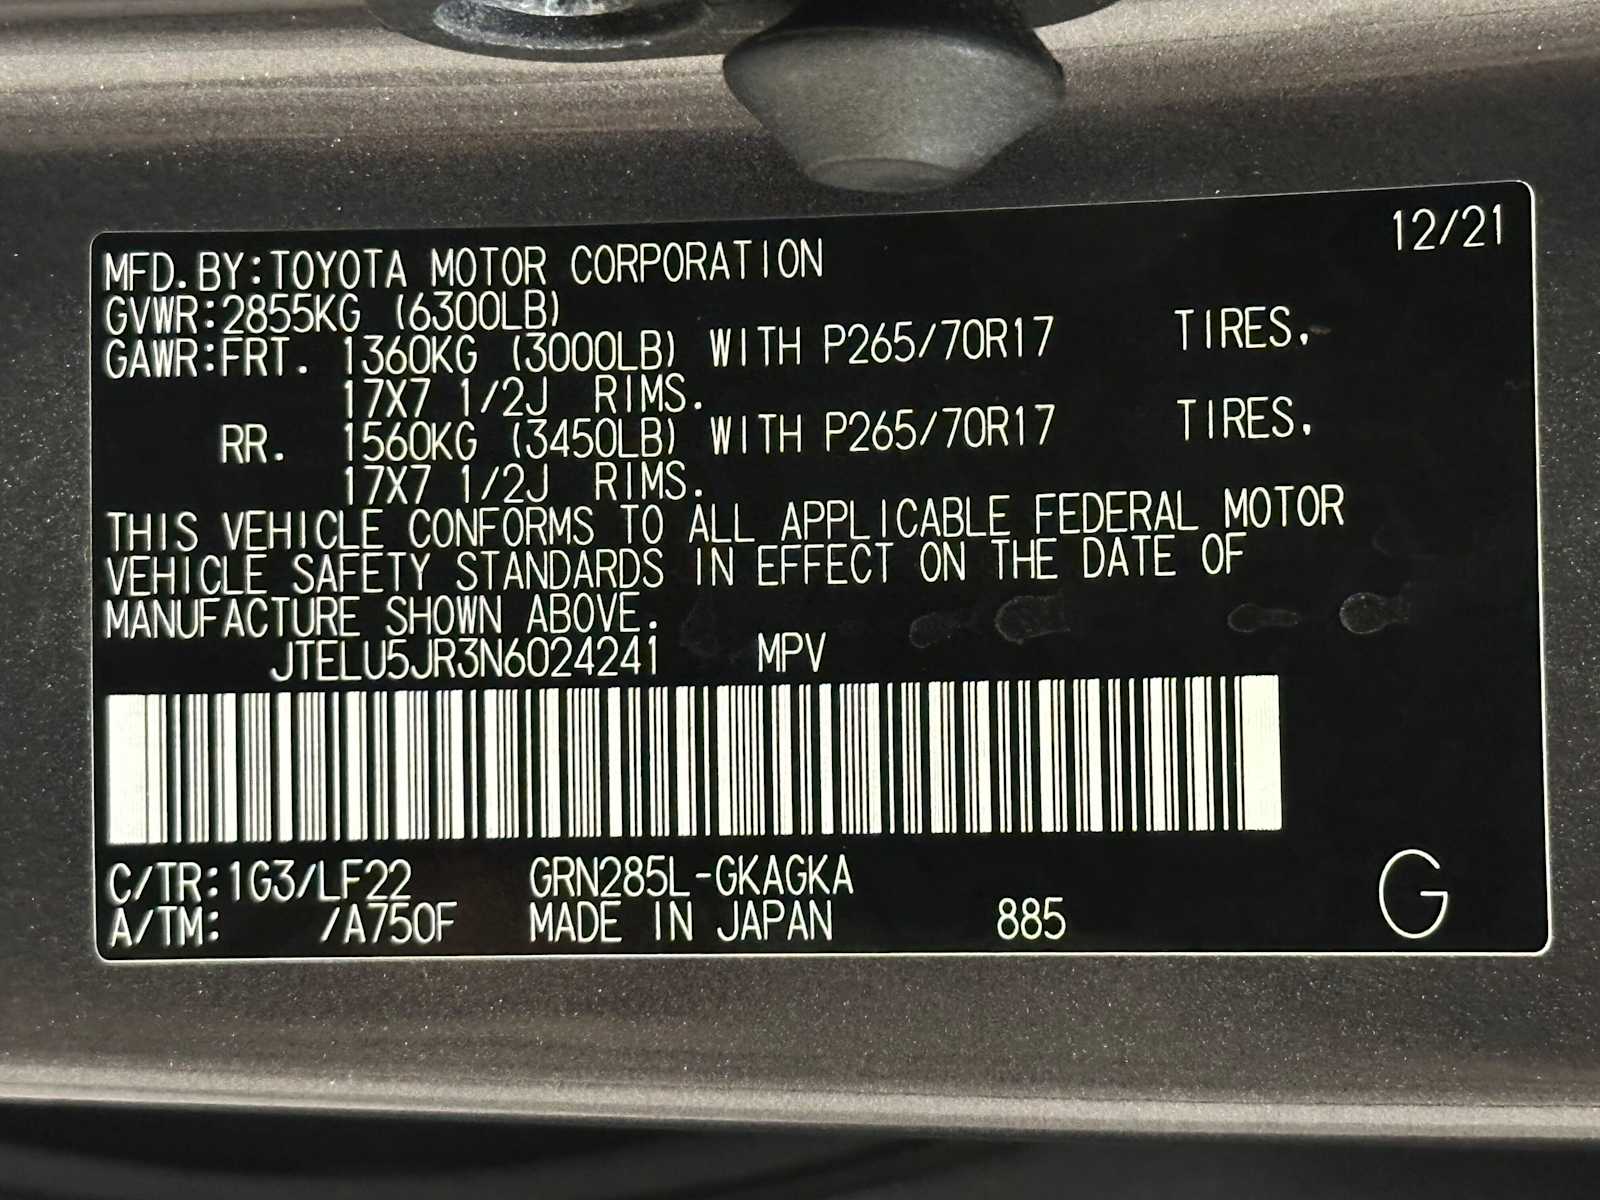 12/21
MFD.BY:TOYOTA MOTOR CORPORATION
GVWR:2855KG (6300LB)
GAWR:FRT. 1360KG (3000LB) WITH P265/70R17 TIRES.
17X7 1/2J RIMS.
RR. 1560KG (3450LB) WITH P265/70R17 TIRES.
17X7 1/2J RIMS.
THIS VEHICLE CONFORMS TO ALL APPLICABLE FEDERAL MOTOR
VEHICLE SAFETY STANDARDS IN EFFECT ON THE DATE OF
MANUFACTURE SHOWN ABOVE.
JTELU5JR3N6024241 MPV
C/TR:1G3/LF22 GRN285L-GKAGKA
A/TM: /A750F MADE IN JAPAN 885 G